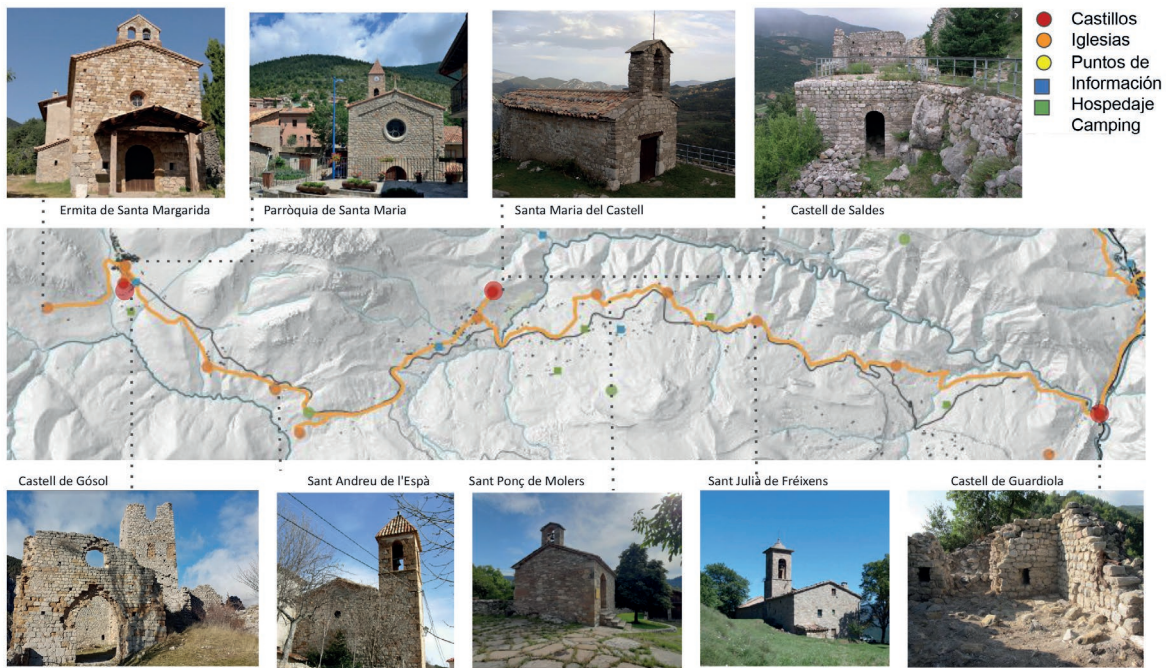 Castillos
Iglesias
Puntos de
Información
Hospedaje
Camping
Ermita de Santa Margarida
Parròquia de Santa Maria
Santa Maria del Castell
Castell de Saldes
Castell de Gósol
Sant Andreu de l'Espà
Sant Ponç de Molers
Sant Julià de Fréixens
Castell de Guardiola